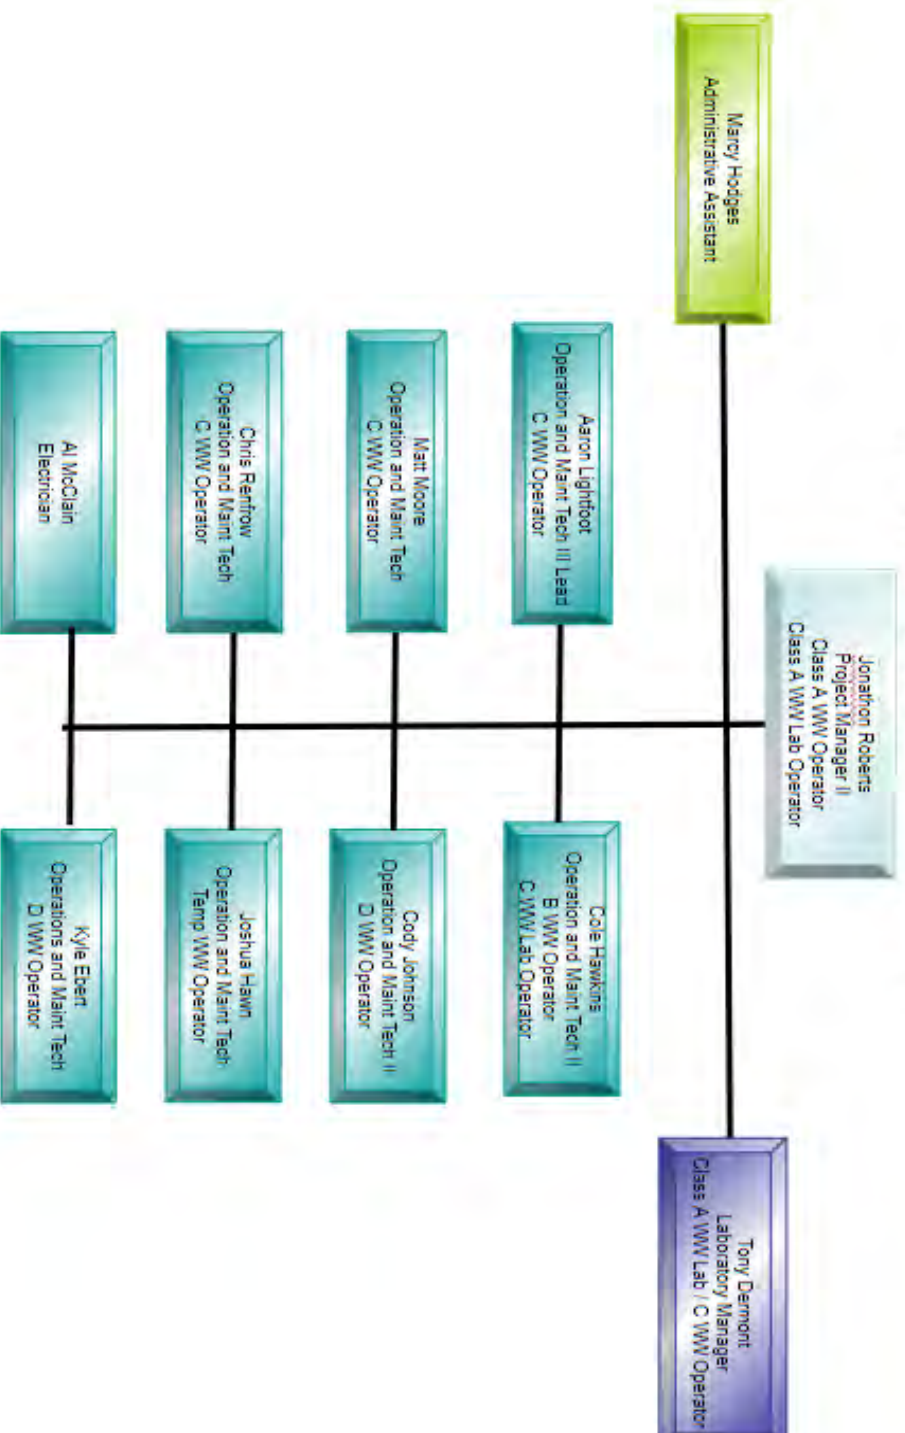 Jonathon Roberts
Project Manager II
Class A WW Operator
Class A WW Lab Operator
Marcy Hodges
Administrative Assistant
Tony Dermont
Laboratory Manager
Class A WW Lab / C WW Operator
Aaron Lightfoot
Operation and Maint Tech III Lead
C WW Operator
Cole Hawkins
Operation and Maint Tech II
B WW Operator
C WW Lab Operator
Matt Moore
Operation and Maint Tech
C WW Operator
Cody Johnson
Operation and Maint Tech II
D WW Operator
Chris Renfrow
Operation and Maint Tech
C WW Operator
Joshua Hawn
Operation and Maint Tech
Temp WW Operator
Al McClain
Electrician
Kyle Ebert
Operations and Maint Tech
D WW Operator